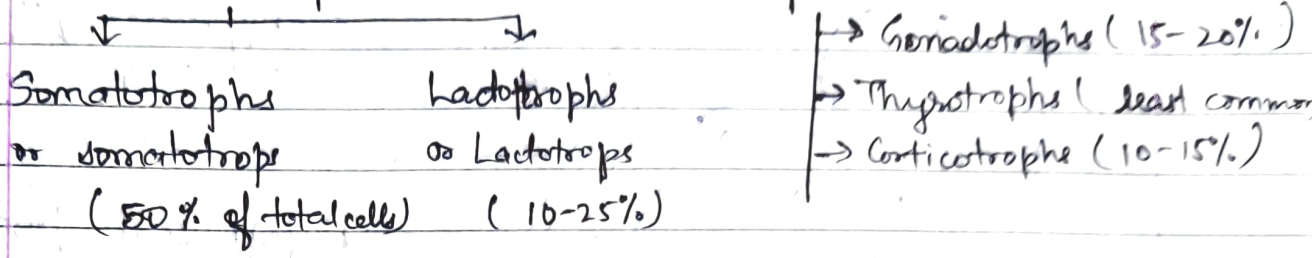 Somatotrophs
or somatotrops
(50% of total cells)
Lactotrophs
or Lactotrops
(10-25%)
→ Gonadotrophs (15-20%)
→ Thyrotrophs (least common
→ Corticotrophs (10-15%)